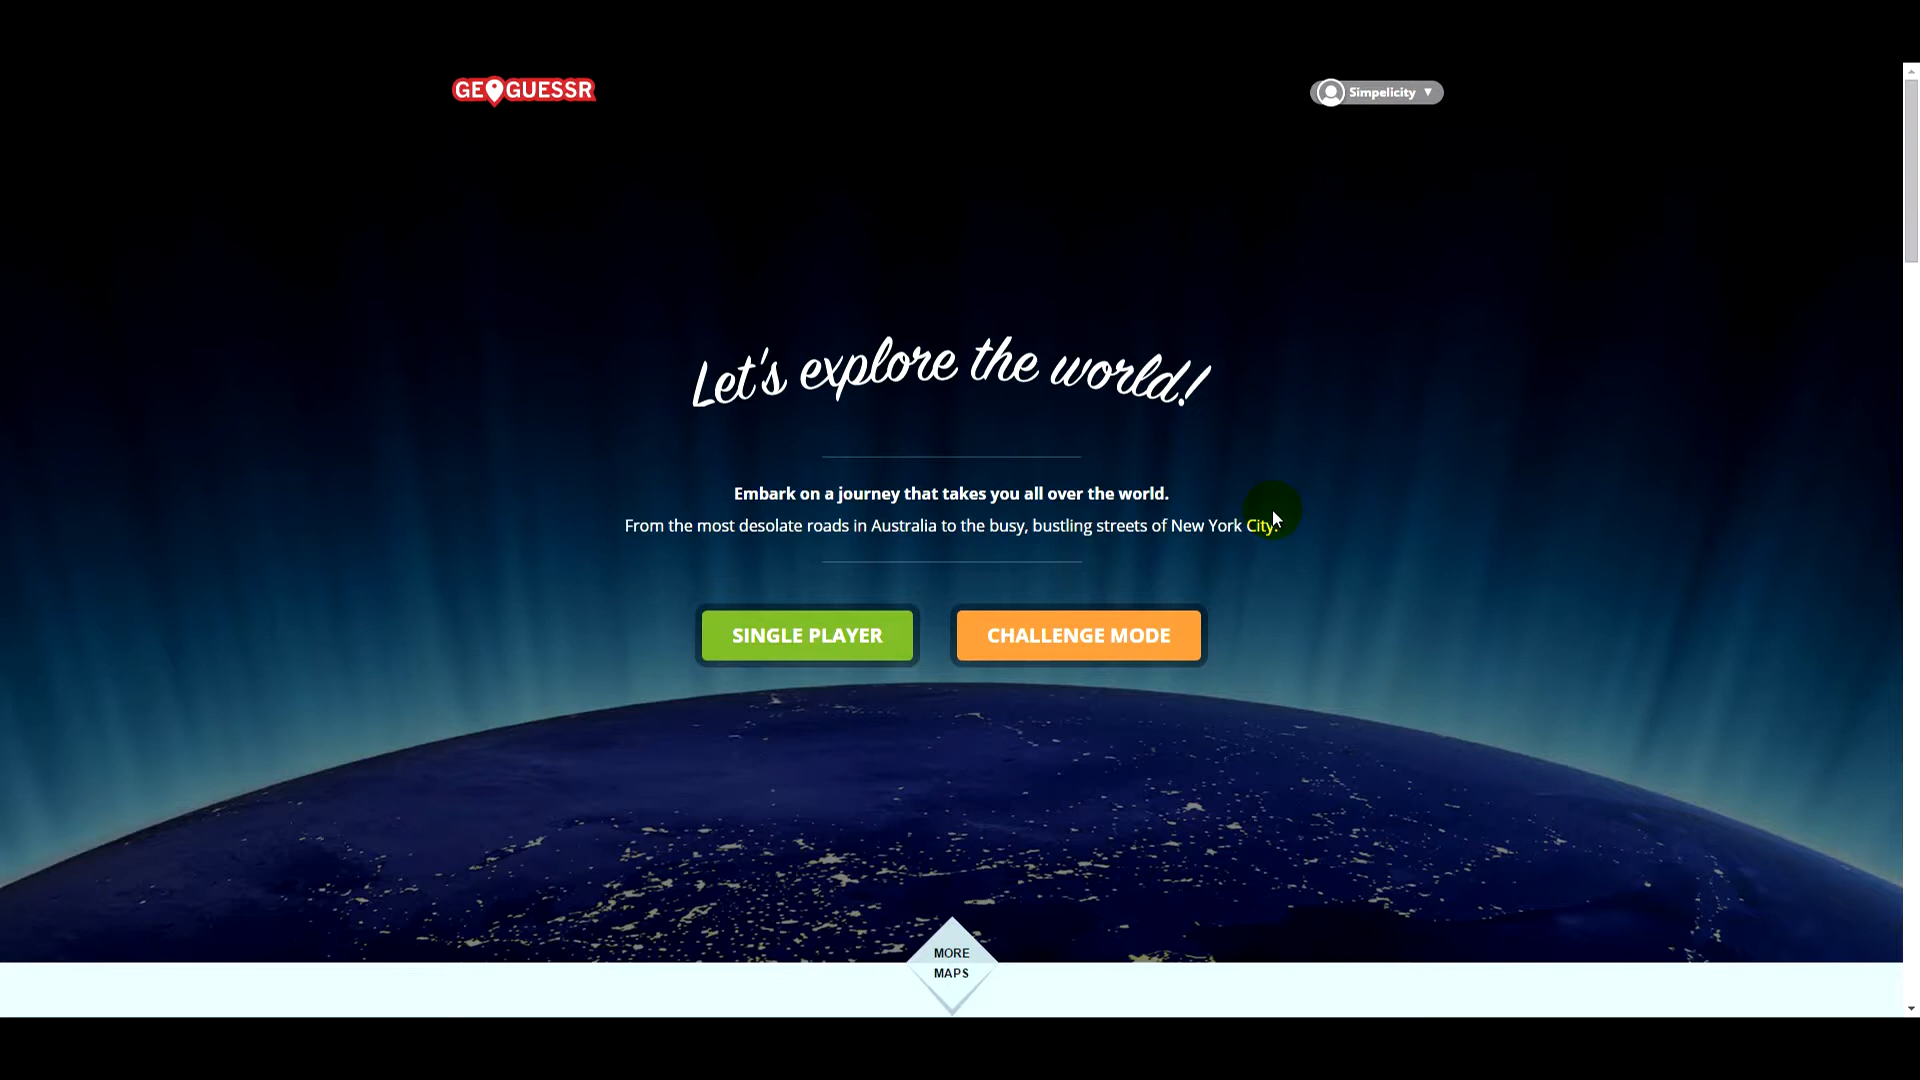 GEOGUESSR
Simpelicity ▼
Let's explore the world!
Embark on a journey that takes you all over the world.
From the most desolate roads in Australia to the busy, bustling streets of New York City.
SINGLE PLAYER
CHALLENGE MODE
MORE
MAPS